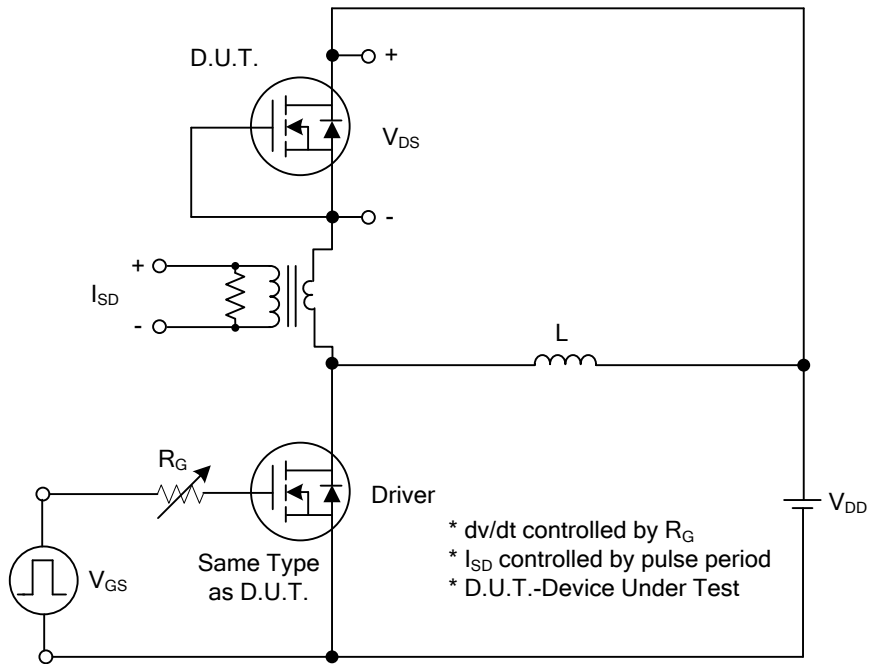 D.U.T.
+
V_DS
-
+
I_SD
-
L
R_G
Driver
V_DD
Same Type
as D.U.T.
V_GS
* dv/dt controlled by R_G
* I_SD controlled by pulse period
* D.U.T.-Device Under Test